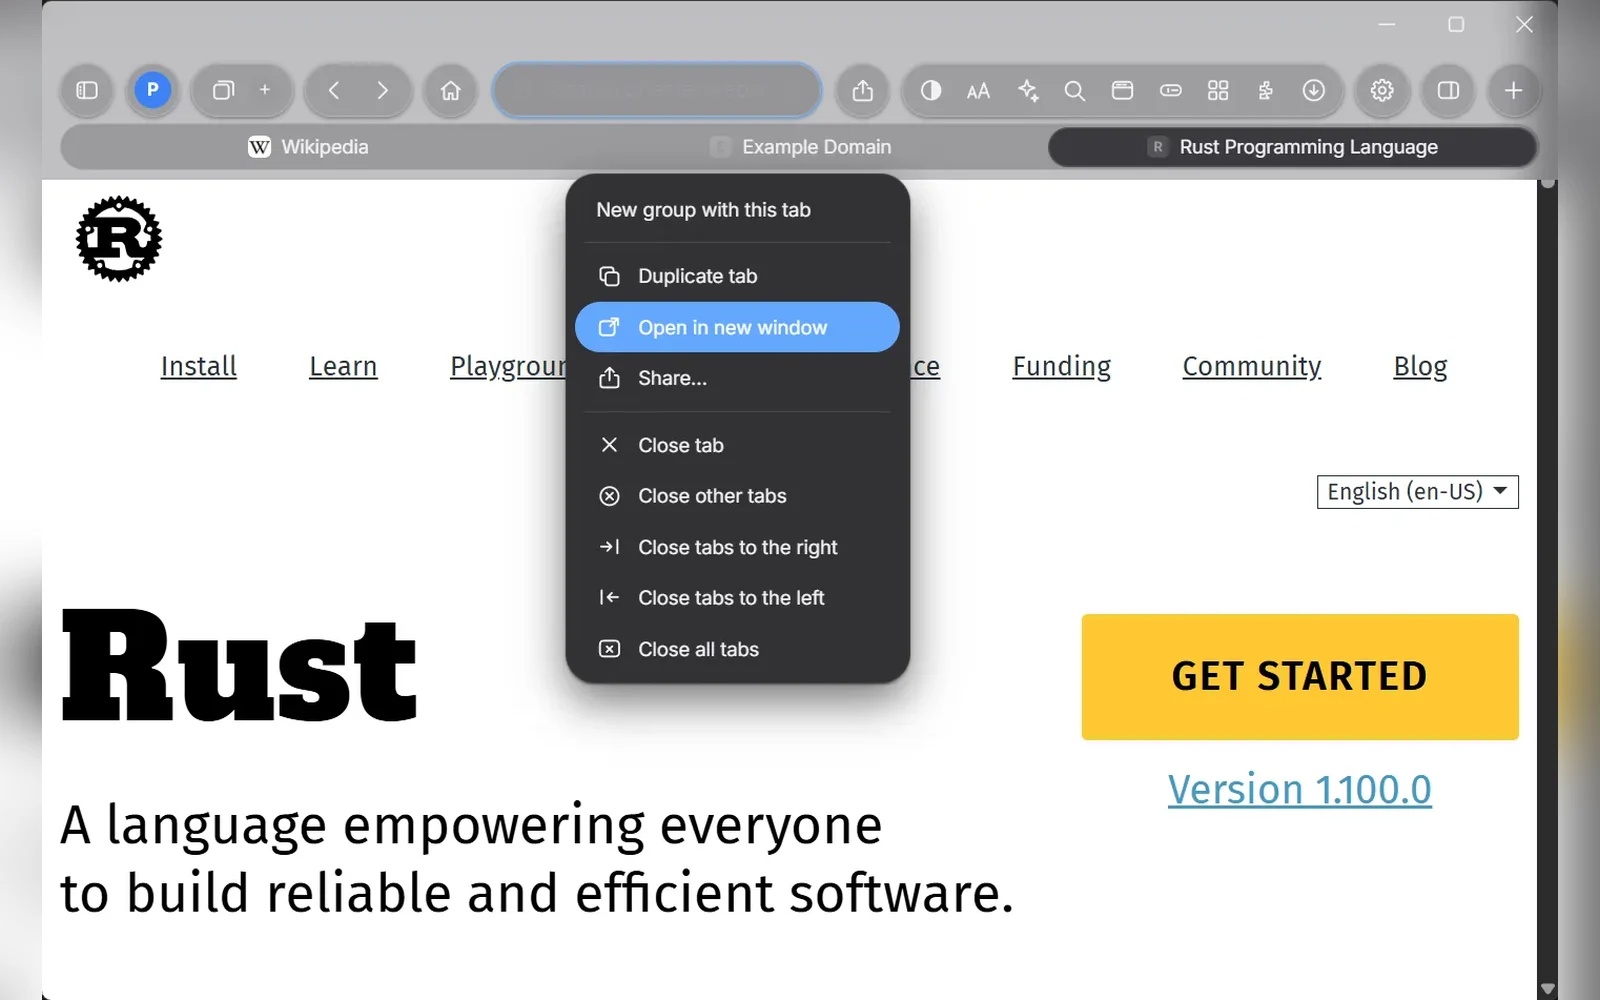 P
AA
W Wikipedia
Example Domain
R Rust Programming Language
New group with this tab
Duplicate tab
Open in new window
Share...
Close tab
Close other tabs
Close tabs to the right
Close tabs to the left
Close all tabs
R
Install
Learn
Playgroun
ce
Funding
Community
Blog
English (en-US)
Rust
GET STARTED
Version 1.100.0
A language empowering everyone
to build reliable and efficient software.